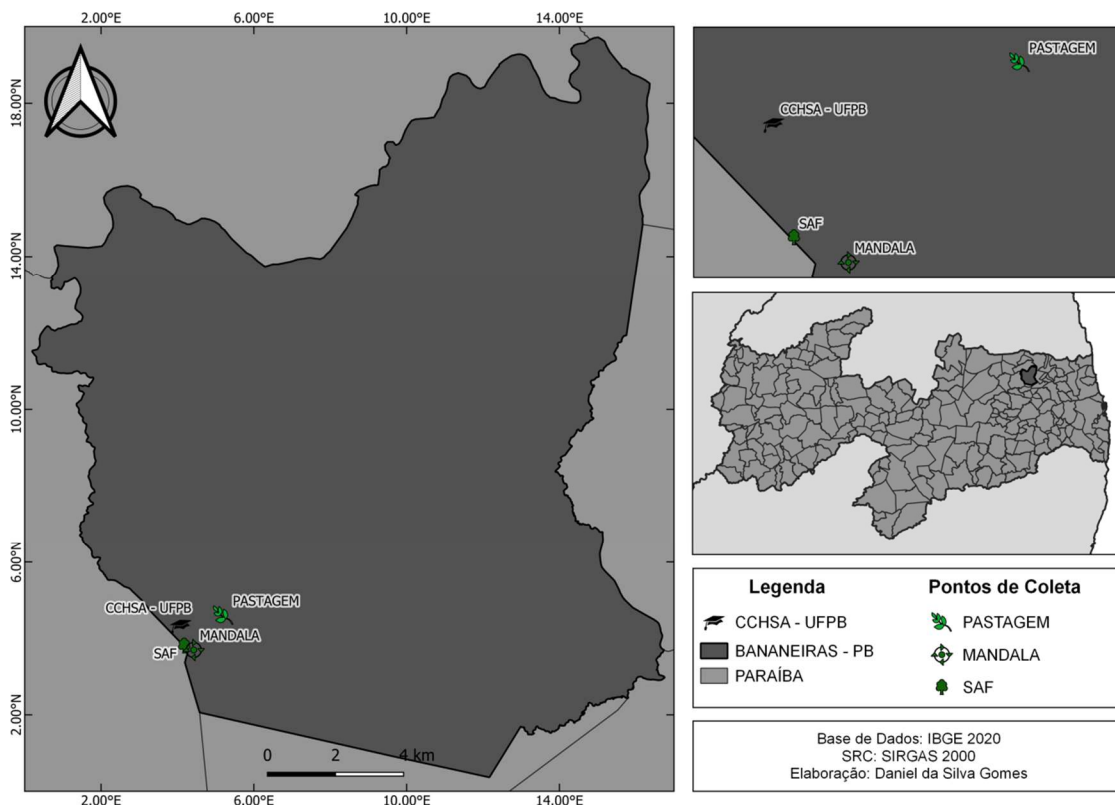 2.00°E
6.00°E
10.00°E
14.00°E
18.00°N
14.00°N
10.00°N
6.00°N
2.00°N
CCHSA - UFPB
PASTAGEM
SAF
MANDALA
0 2 4 km
2.00°E
6.00°E
10.00°E
14.00°E
PASTAGEM
CCHSA - UFPB
SAF
MANDALA
Legenda
CCHSA - UFPB
BANANEIRAS - PB
PARAÍBA
Pontos de Coleta
PASTAGEM
MANDALA
SAF
Base de Dados: IBGE 2020
SRC: SIRGAS 2000
Elaboração: Daniel da Silva Gomes